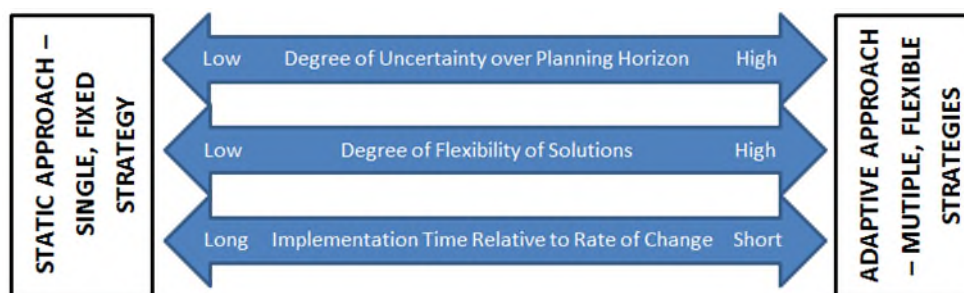 STATIC APPROACH –
SINGLE, FIXED
STRATEGY
Low Degree of Uncertainty over Planning Horizon High
Low Degree of Flexibility of Solutions High
Long Implementation Time Relative to Rate of Change Short
ADAPTIVE APPROACH
– MUTIPLE, FLEXIBLE
STRATEGIES